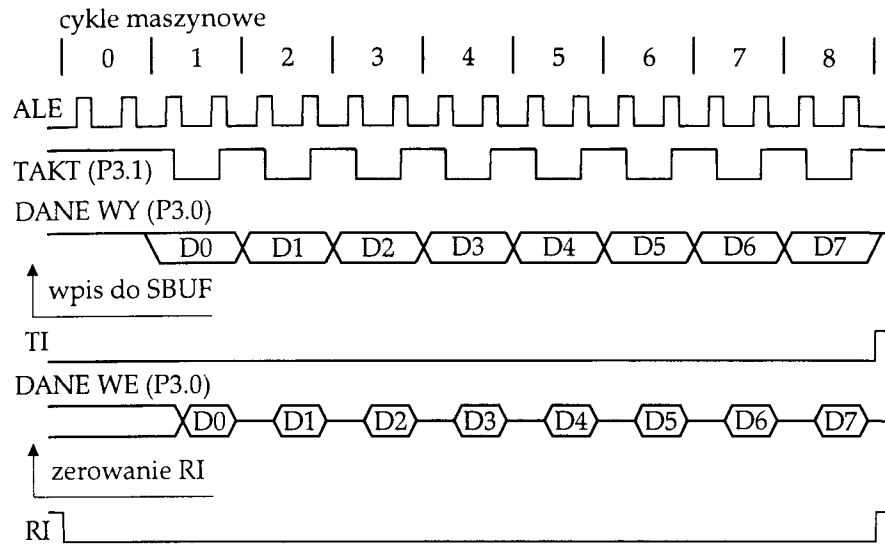 cykle maszynowe
0 1 2 3 4 5 6 7 8
ALE
TAKT (P3.1)
DANE WY (P3.0)
D0 D1 D2 D3 D4 D5 D6 D7
wpis do SBUF
TI
DANE WE (P3.0)
D0 D1 D2 D3 D4 D5 D6 D7
zerowanie RI
RI